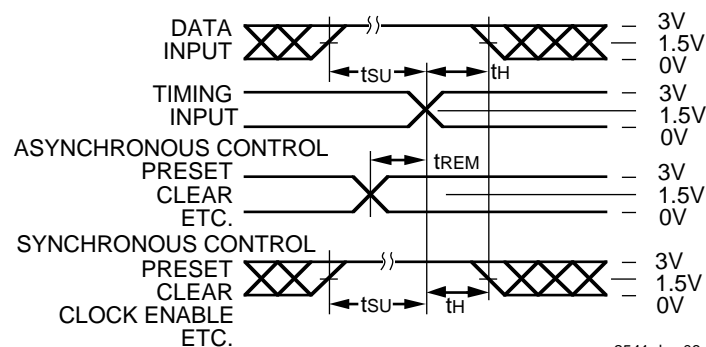 DATA
INPUT
3V
1.5V
0V
tSU
tH
TIMING
INPUT
3V
1.5V
0V
ASYNCHRONOUS CONTROL
PRESET
CLEAR
ETC.
tREM
3V
1.5V
0V
SYNCHRONOUS CONTROL
PRESET
CLEAR
CLOCK ENABLE
ETC.
tSU
tH
3V
1.5V
0V